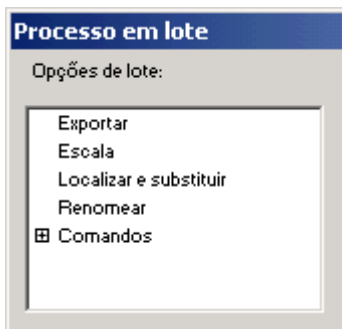 Processo em lote
Opções de lote:
Exportar
Escala
Localizar e substituir
Renomear
Comandos